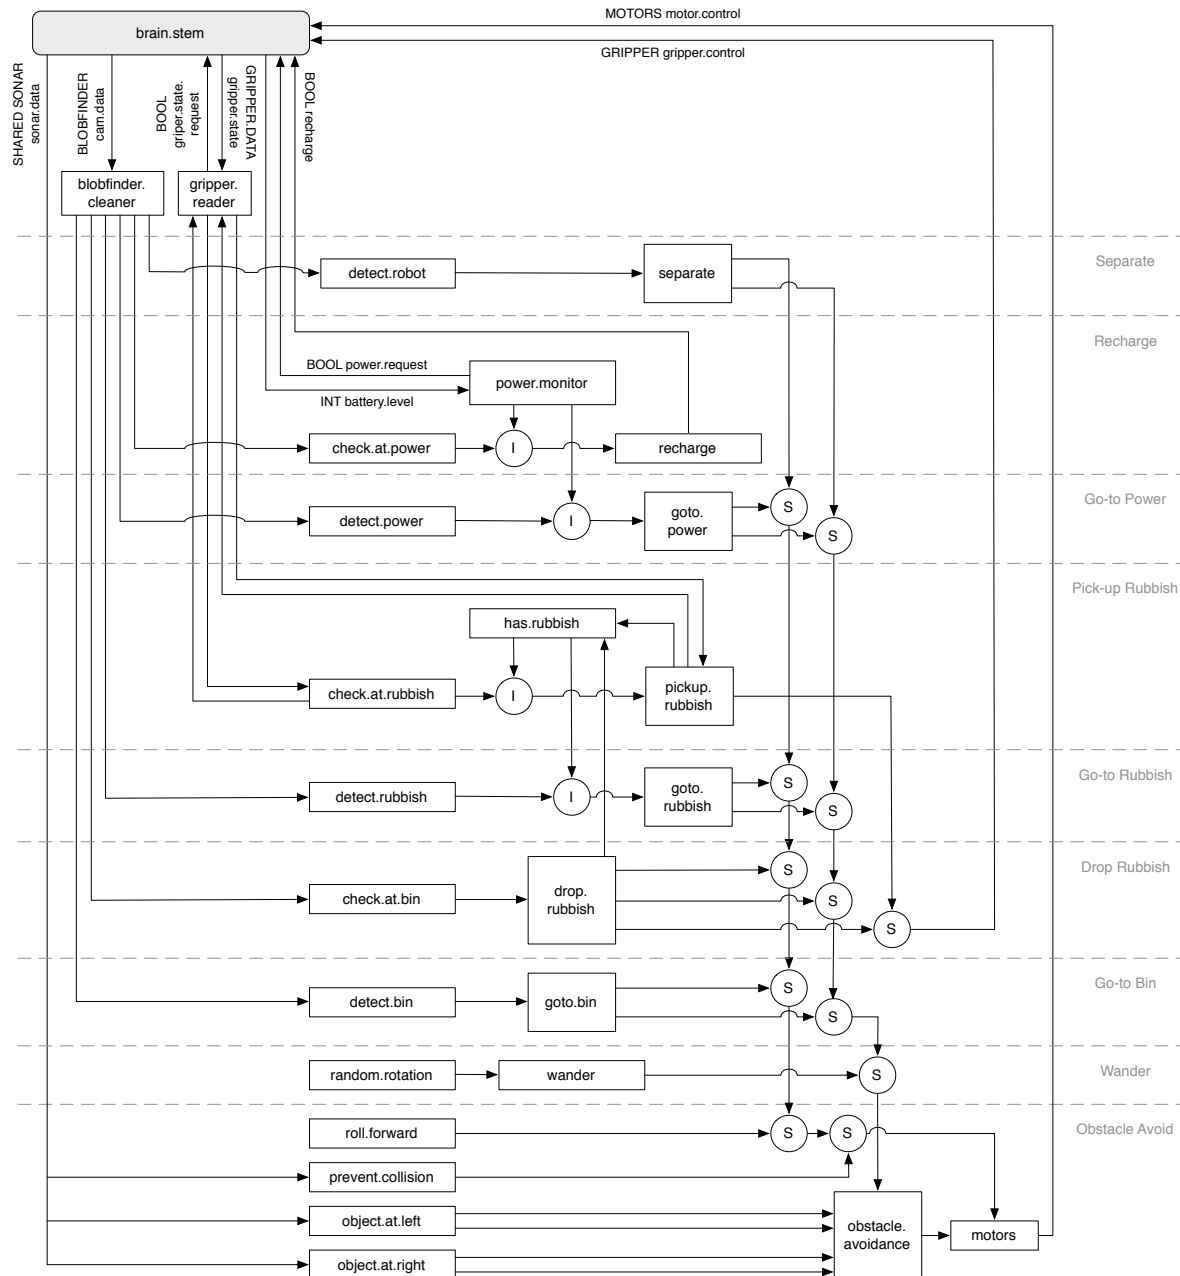 MOTORS motor.control
brain.stem
GRIPPER gripper.control
SHARED SONAR
sonar.data
BLOBFINDER
cam.data
BOOL
griper.state.
request
GRIPPER.DATA
gripper.state
BOOL recharge
blobfinder.
cleaner
gripper.
reader
Separate
detect.robot
separate
Recharge
BOOL power.request
power.monitor
INT battery.level
check.at.power
I
recharge
Go-to Power
detect.power
I
goto.
power
S
S
Pick-up Rubbish
has.rubbish
check.at.rubbish
I
pickup.
rubbish
Go-to Rubbish
detect.rubbish
I
goto.
rubbish
S
S
Drop Rubbish
check.at.bin
drop.
rubbish
S
S
S
Go-to Bin
detect.bin
goto.bin
S
S
Wander
random.rotation
wander
S
Obstacle Avoid
roll.forward
S
S
prevent.collision
object.at.left
obstacle.
avoidance
motors
object.at.right